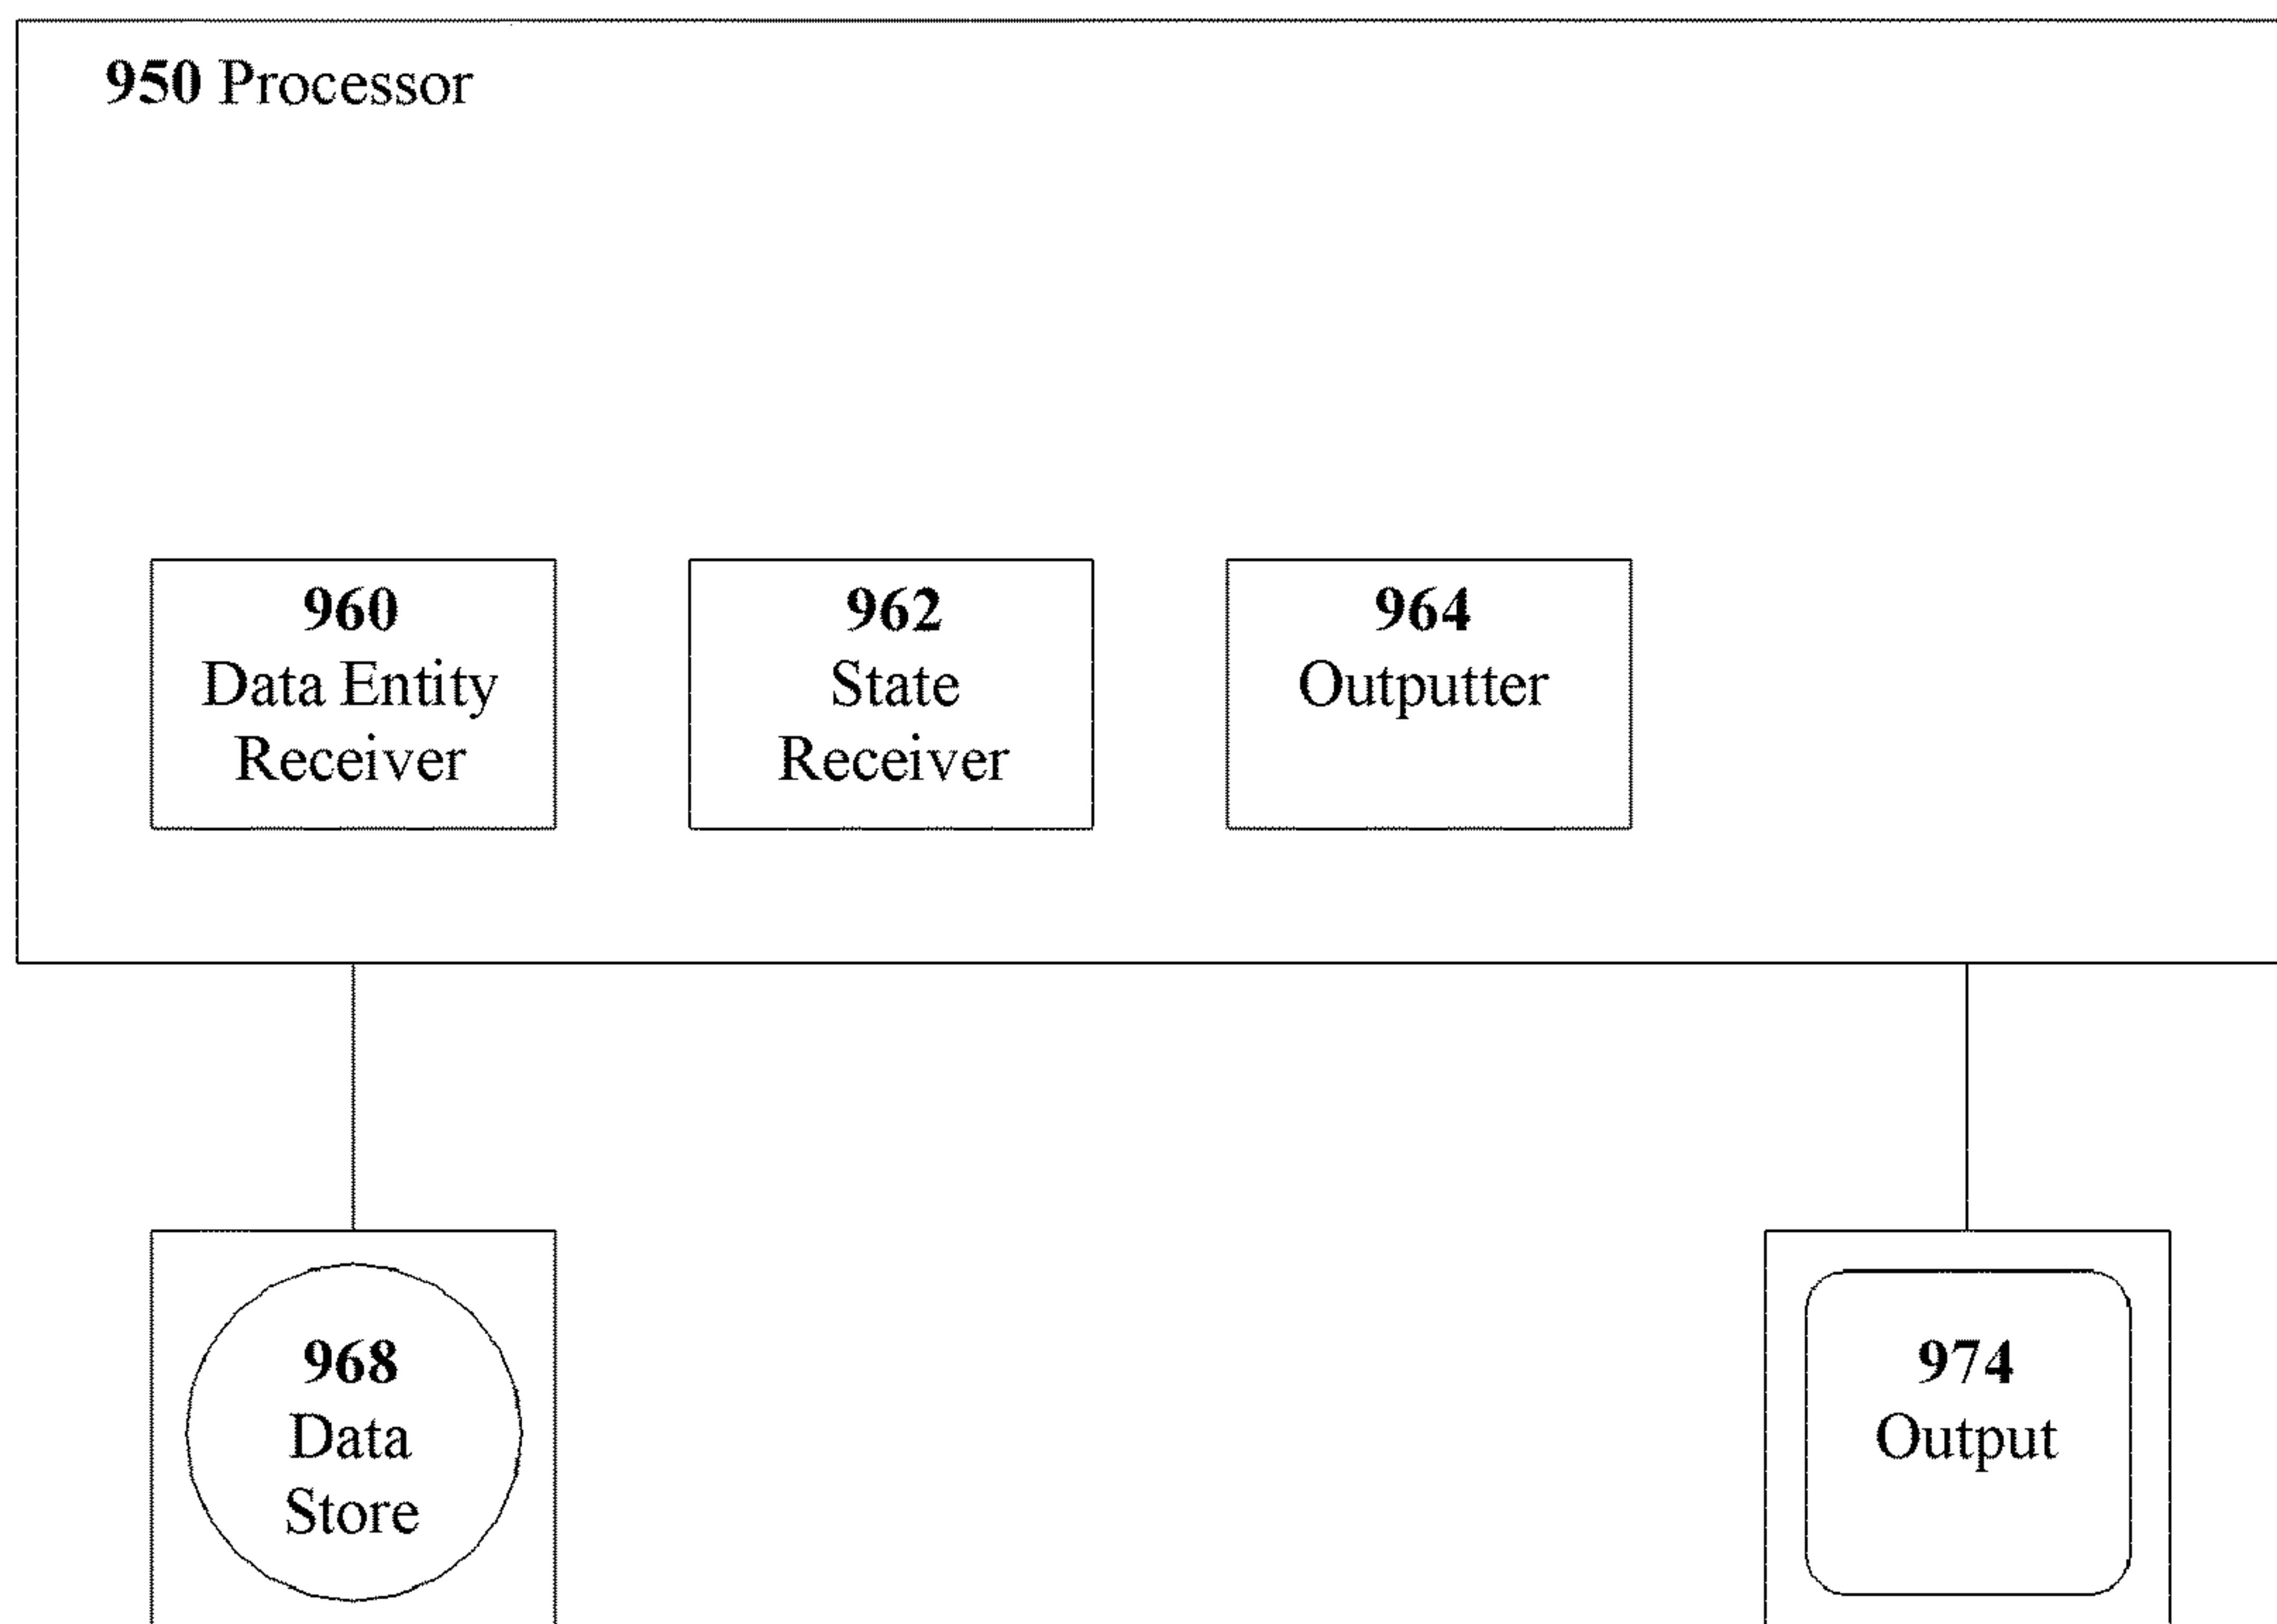 950 Processor
960
Data Entity
Receiver
962
State
Receiver
964
Outputter
968
Data
Store
974
Output